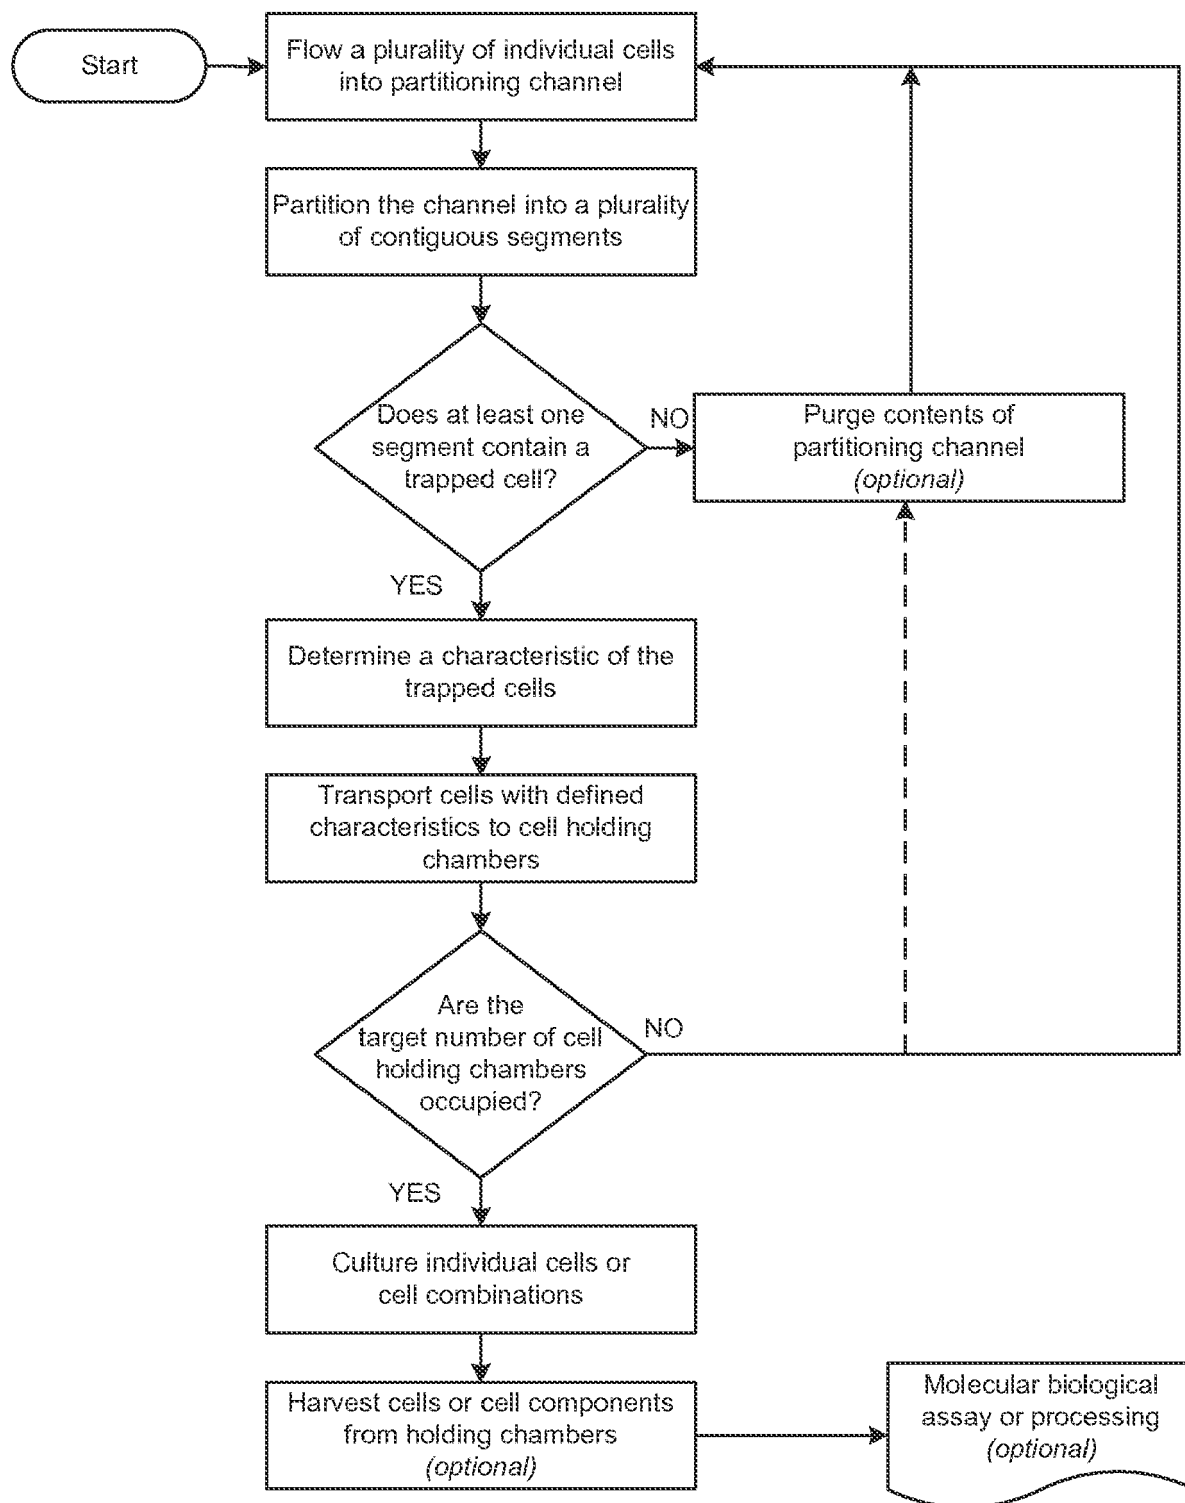 Start
Flow a plurality of individual cells
into partitioning channel
Partition the channel into a plurality
of contiguous segments
Does at least one
segment contain a
trapped cell?
NO
Purge contents of
partitioning channel
(optional)
YES
Determine a characteristic of the
trapped cells
Transport cells with defined
characteristics to cell holding
chambers
Are the
target number of cell
holding chambers
occupied?
NO
YES
Culture individual cells or
cell combinations
Harvest cells or cell components
from holding chambers
(optional)
Molecular biological
assay or processing
(optional)